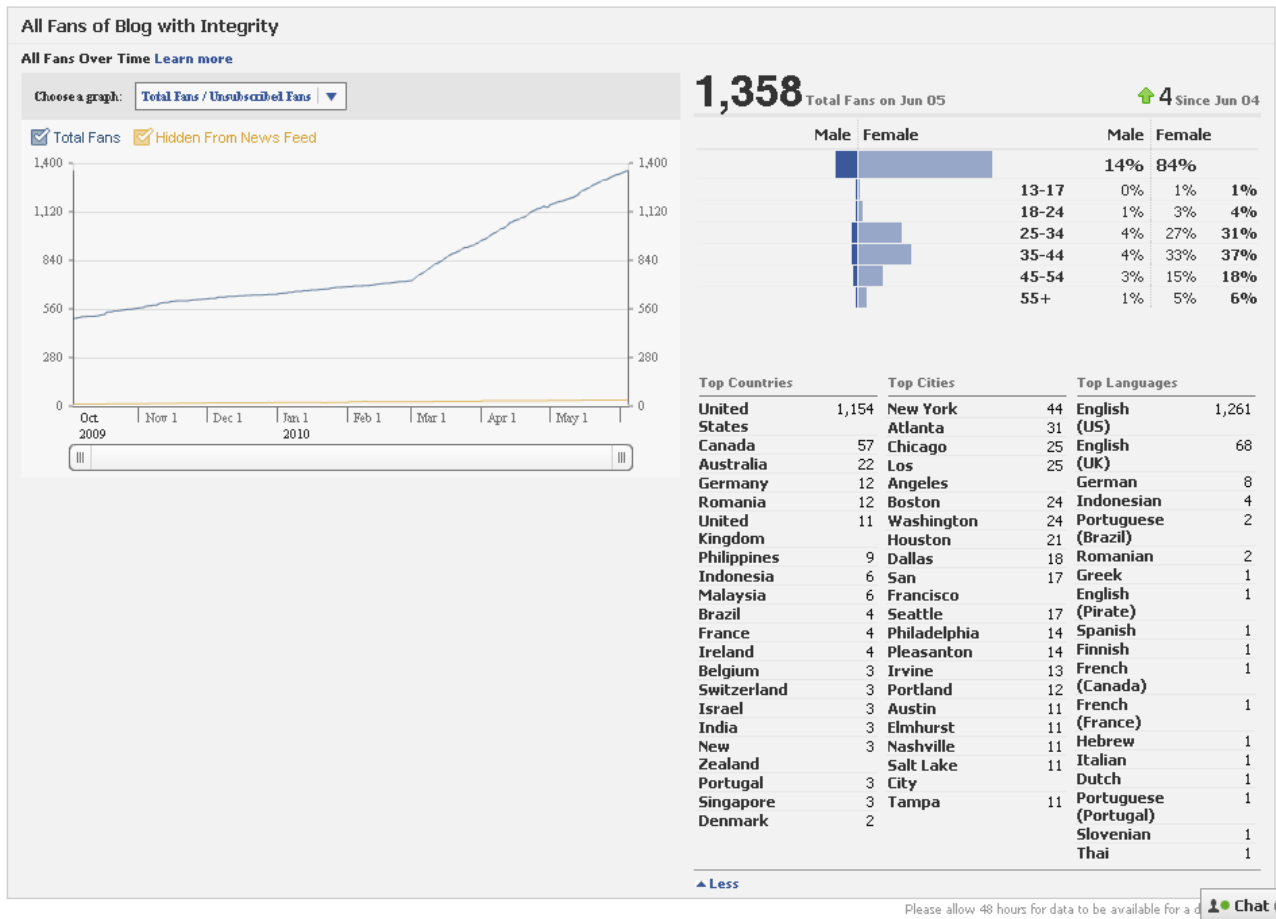 All Fans of Blog with Integrity
All Fans Over Time Learn more
Choose a graph: Total Fans / Unsubscribed Fans
Total Fans Hidden From News Feed
1,400 1,400
1,120 1,120
840 840
560 560
280 280
0 0
Oct Nov 1 Dec 1 Jan 1 Feb 1 Mar 1 Apr 1 May 1
2009 2010
1,358 Total Fans on Jun 05 4 Since Jun 04
Male Female Male Female
14% 84%
13-17 0% 1% 1%
18-24 1% 3% 4%
25-34 4% 27% 31%
35-44 4% 33% 37%
45-54 3% 15% 18%
55+ 1% 5% 6%
Top Countries
United 1,154
States
Canada 57
Australia 22
Germany 12
Romania 12
United 11
Kingdom
Philippines 9
Indonesia 6
Malaysia 6
Brazil 4
France 4
Ireland 4
Belgium 3
Switzerland 3
Israel 3
India 3
New 3
Zealand
Portugal 3
Singapore 3
Denmark 2
Top Cities
New York 44
Atlanta 31
Chicago 25
Los 25
Angeles
Boston 24
Washington 24
Houston 21
Dallas 18
San 17
Francisco
Seattle 17
Philadelphia 14
Pleasanton 14
Irvine 13
Portland 12
Austin 11
Elmhurst 11
Nashville 11
Salt Lake 11
City
Tampa 11
Top Languages
English 1,261
(US)
English 68
(UK)
German 8
Indonesian 4
Portuguese 2
(Brazil)
Romanian 2
Greek 1
English 1
(Pirate)
Spanish 1
Finnish 1
French 1
(Canada)
French 1
(France)
Hebrew 1
Italian 1
Dutch 1
Portuguese 1
(Portugal)
Slovenian 1
Thai 1
Less
Please allow 48 hours for data to be available for a d
Chat (